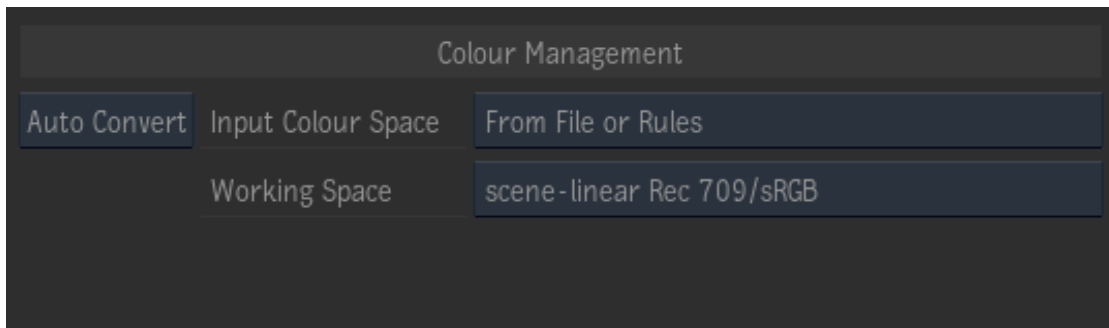 Colour Management
Auto Convert Input Colour Space From File or Rules
Working Space scene-linear Rec 709/sRGB